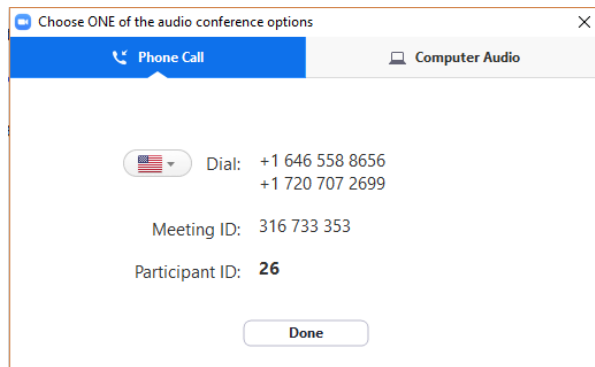 Choose ONE of the audio conference options
Phone Call
Computer Audio
Dial: +1 646 558 8656
+1 720 707 2699
Meeting ID: 316 733 353
Participant ID: 26
Done